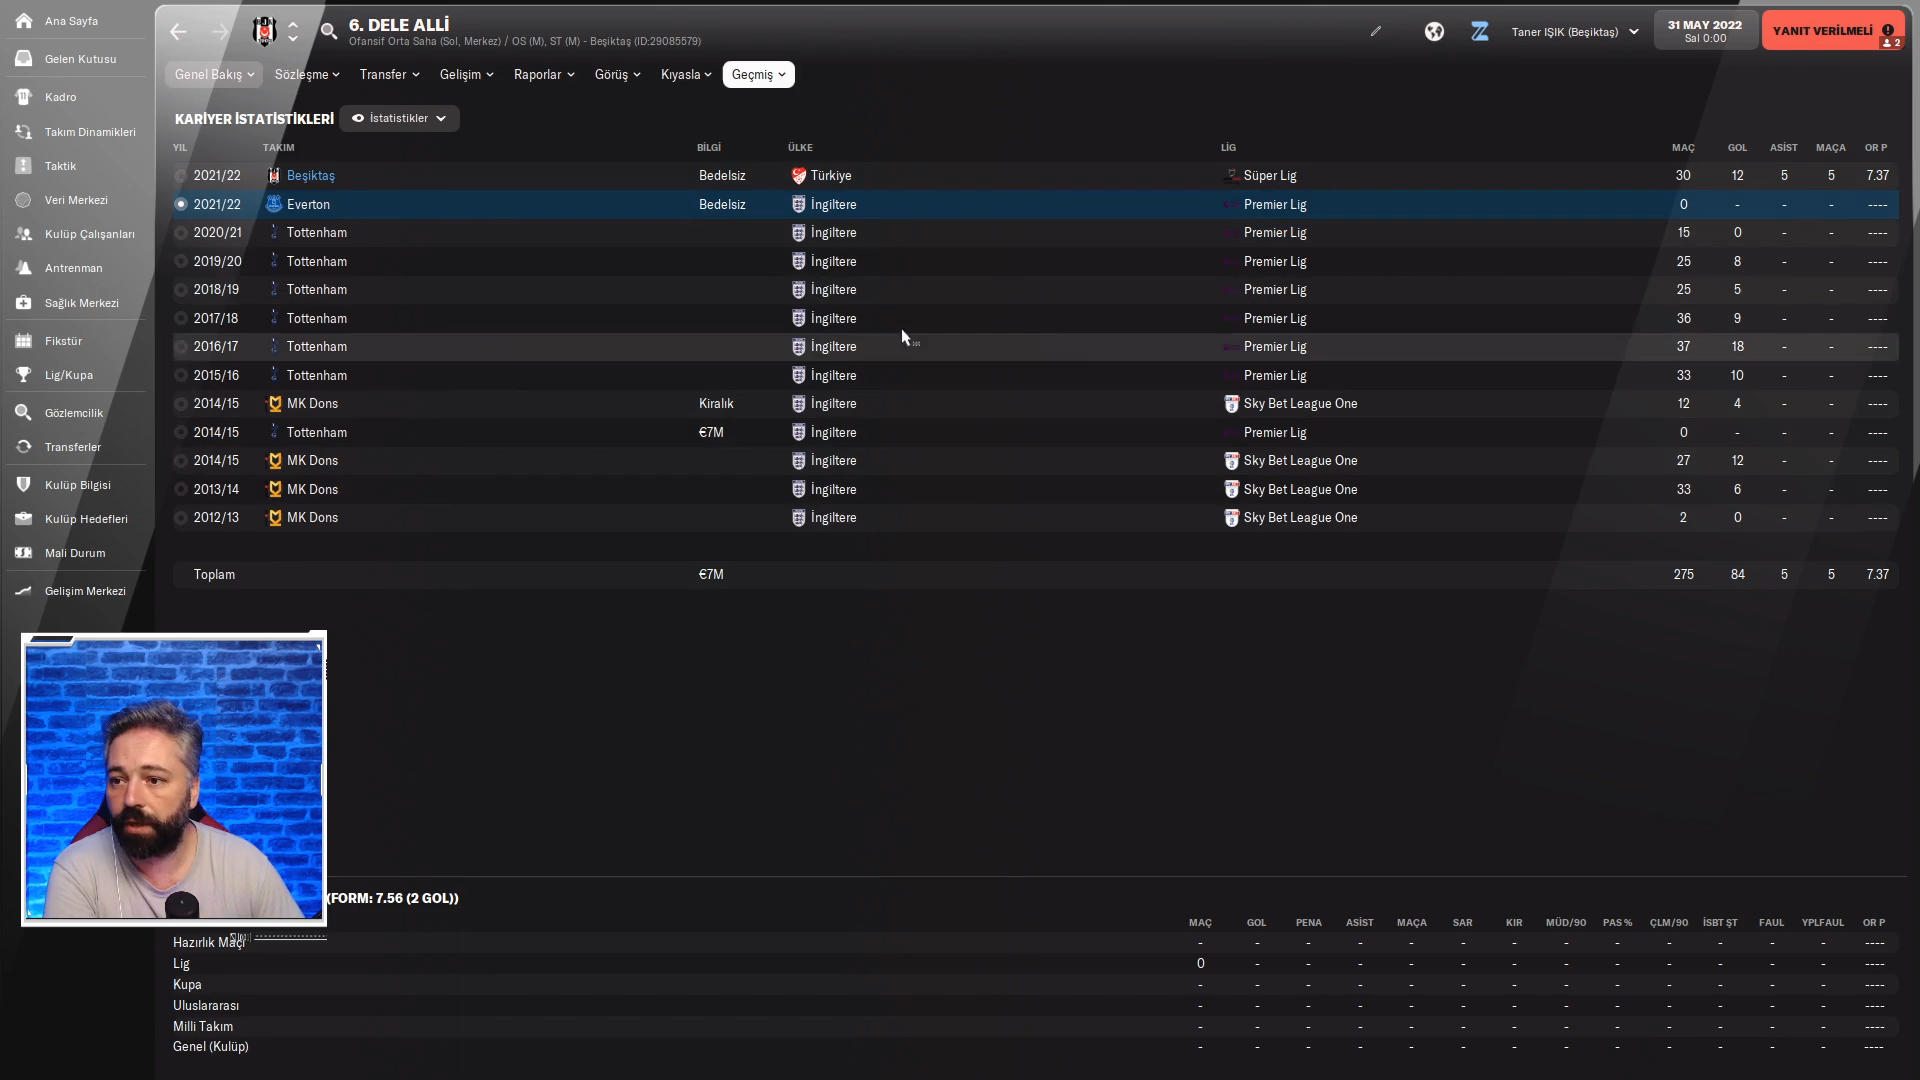 Ana Sayfa
Gelen Kutusu
Kadro
Takım Dinamikleri
Taktik
Veri Merkezi
Kulüp Çalışanları
Antrenman
Sağlık Merkezi
Fikstür
Lig/Kupa
Gözlemcilik
Transferler
Kulüp Bilgisi
Kulüp Hedefleri
Mali Durum
Gelişim Merkezi
6. DELE ALLİ
Ofansif Orta Saha (Sol, Merkez) / OS (M), ST (M) - Beşiktaş (ID:29085579)
Taner IŞIK (Beşiktaş)
31 MAY 2022
Sal 0:00
YANIT VERİLMELİ
2
Genel Bakış Sözleşme Transfer Gelişim Raporlar Görüş Kıyasla Geçmiş
KARİYER İSTATİSTİKLERİ İstatistikler
YIL TAKIM BİLGİ ÜLKE LİG MAÇ GOL ASİST MAÇA OR P
2021/22 Beşiktaş Bedelsiz Türkiye Süper Lig 30 12 5 5 7.37
2021/22 Everton Bedelsiz İngiltere Premier Lig 0 - - - ----
2020/21 Tottenham İngiltere Premier Lig 15 0 - - ----
2019/20 Tottenham İngiltere Premier Lig 25 8 - - ----
2018/19 Tottenham İngiltere Premier Lig 25 5 - - ----
2017/18 Tottenham İngiltere Premier Lig 36 9 - - ----
2016/17 Tottenham İngiltere Premier Lig 37 18 - - ----
2015/16 Tottenham İngiltere Premier Lig 33 10 - - ----
2014/15 MK Dons Kiralık İngiltere Sky Bet League One 12 4 - - ----
2014/15 Tottenham €7M İngiltere Premier Lig 0 - - - ----
2014/15 MK Dons İngiltere Sky Bet League One 27 12 - - ----
2013/14 MK Dons İngiltere Sky Bet League One 33 6 - - ----
2012/13 MK Dons İngiltere Sky Bet League One 2 0 - - ----
Toplam €7M 275 84 5 5 7.37
(FORM: 7.56 (2 GOL))
MAÇ GOL PENA ASİST MAÇA SAR KIR MÜD/90 PAS % ÇLM/90 İSBT ŞT FAUL YPLFAUL OR P
Hazırlık Maçı - - - - - - - - - - - - - ----
Lig 0 - - - - - - - - - - - - ----
Kupa - - - - - - - - - - - - - ----
Uluslararası - - - - - - - - - - - - - ----
Milli Takım - - - - - - - - - - - - - ----
Genel (Kulüp) - - - - - - - - - - - - - ----